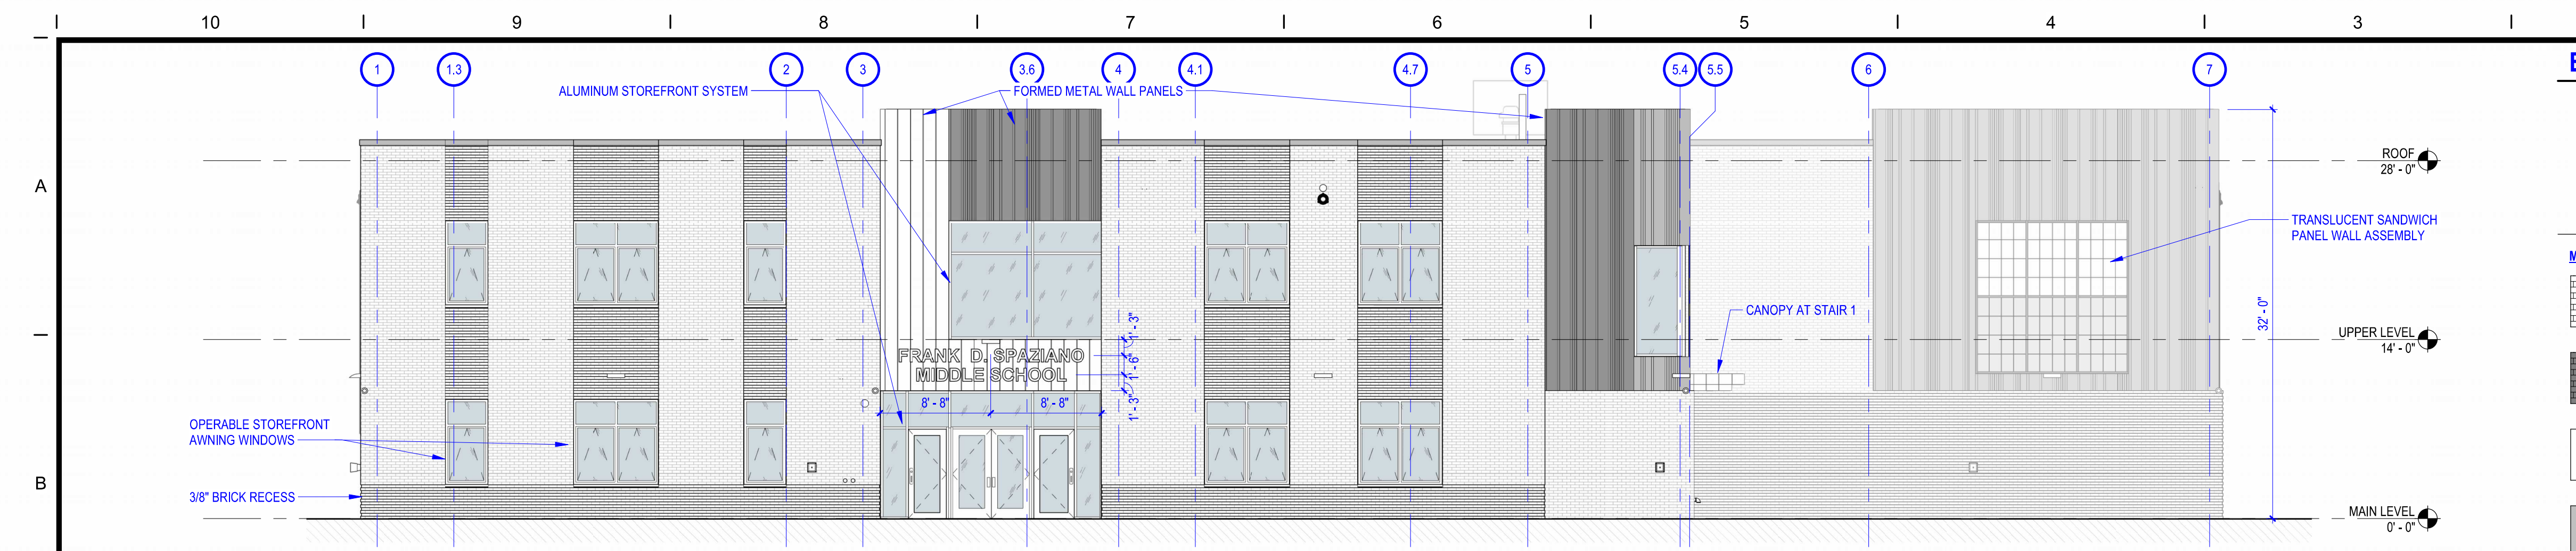 10 9 8 7 6 5 4 3
1 1.3 2 3 3.6 4 4.1 4.7 5 5.4 5.5 6 7
ALUMINUM STOREFRONT SYSTEM
FORMED METAL WALL PANELS
A
ROOF
28' - 0"
TRANSLUCENT SANDWICH
PANEL WALL ASSEMBLY
32' - 0"
CANOPY AT STAIR 1
UPPER LEVEL
14' - 0"
1' - 3"
FRANK D. SPAZIANO
1' - 6"
MIDDLE SCHOOL
1' - 3"
8' - 8" 8' - 8"
OPERABLE STOREFRONT
AWNING WINDOWS
B
3/8" BRICK RECESS
MAIN LEVEL
0' - 0"